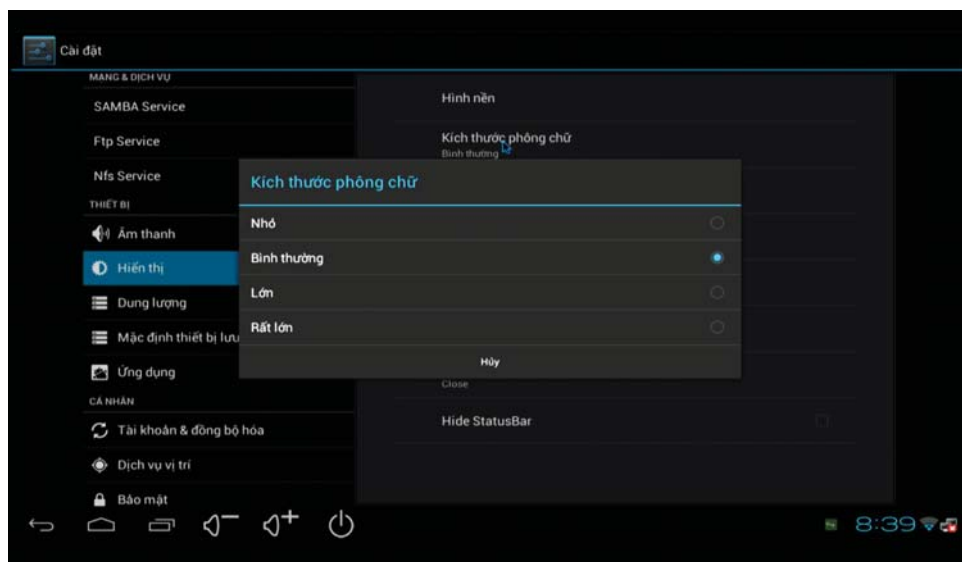 Cài đặt
MẠNG & DỊCH VỤ
SAMBA Service
Ftp Service
Nfs Service
THIẾT BỊ
Âm thanh
Hiển thị
Dung lượng
Mặc định thiết bị lưu
Ứng dụng
CÁ NHÂN
Tài khoản & đồng bộ hóa
Dịch vụ vị trí
Bảo mật
Hình nền
Kích thước phông chữ
Bình thường
Kích thước phông chữ
Nhỏ
Bình thường
Lớn
Rất lớn
Hủy
Close
Hide StatusBar
8:39